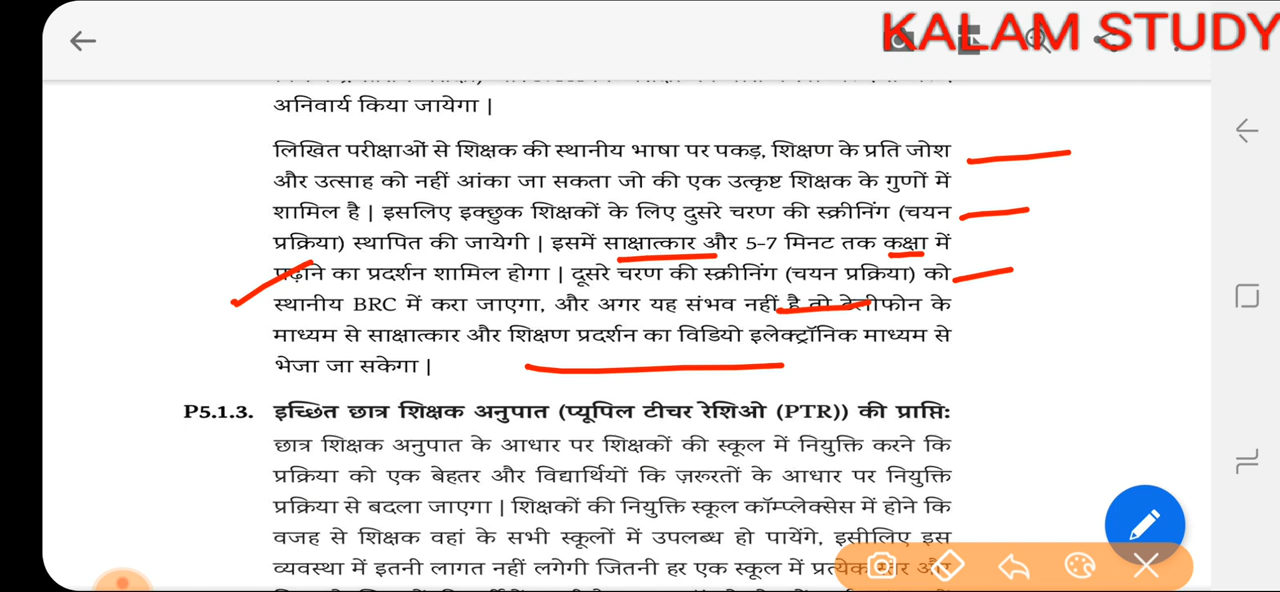 KALAM STUDY
अनिवार्य किया जायेगा |
लिखित परीक्षाओं से शिक्षक की स्थानीय भाषा पर पकड़, शिक्षण के प्रति जोश
और उत्साह को नहीं आंका जा सकता जो की एक उत्कृष्ट शिक्षक के गुणों में
शामिल है | इसलिए इक्छुक शिक्षकों के लिए दुसरे चरण की स्क्रीनिंग (चयन
प्रक्रिया) स्थापित की जायेगी | इसमें साक्षात्कार और 5-7 मिनट तक कक्षा में
पढ़ाने का प्रदर्शन शामिल होगा | दूसरे चरण की स्क्रीनिंग (चयन प्रक्रिया) को
स्थानीय BRC में करा जाएगा, और अगर यह संभव नहीं है तो टेलीफोन के
माध्यम से साक्षात्कार और शिक्षण प्रदर्शन का विडियो इलेक्ट्रॉनिक माध्यम से
भेजा जा सकेगा |
P5.1.3. इच्छित छात्र शिक्षक अनुपात (प्यूपिल टीचर रेशिओ (PTR)) की प्राप्ति:
छात्र शिक्षक अनुपात के आधार पर शिक्षकों की स्कूल में नियुक्ति करने कि
प्रक्रिया को एक बेहतर और विद्यार्थियों कि ज़रूरतों के आधार पर नियुक्ति
प्रक्रिया से बदला जाएगा | शिक्षकों की नियुक्ति स्कूल कॉम्प्लेक्सेस में होने कि
वजह से शिक्षक वहां के सभी स्कूलों में उपलब्ध हो पायेंगे, इसीलिए इस
व्यवस्था में इतनी लागत नहीं लगेगी जितनी हर एक स्कूल में प्रत्येक स्तर और